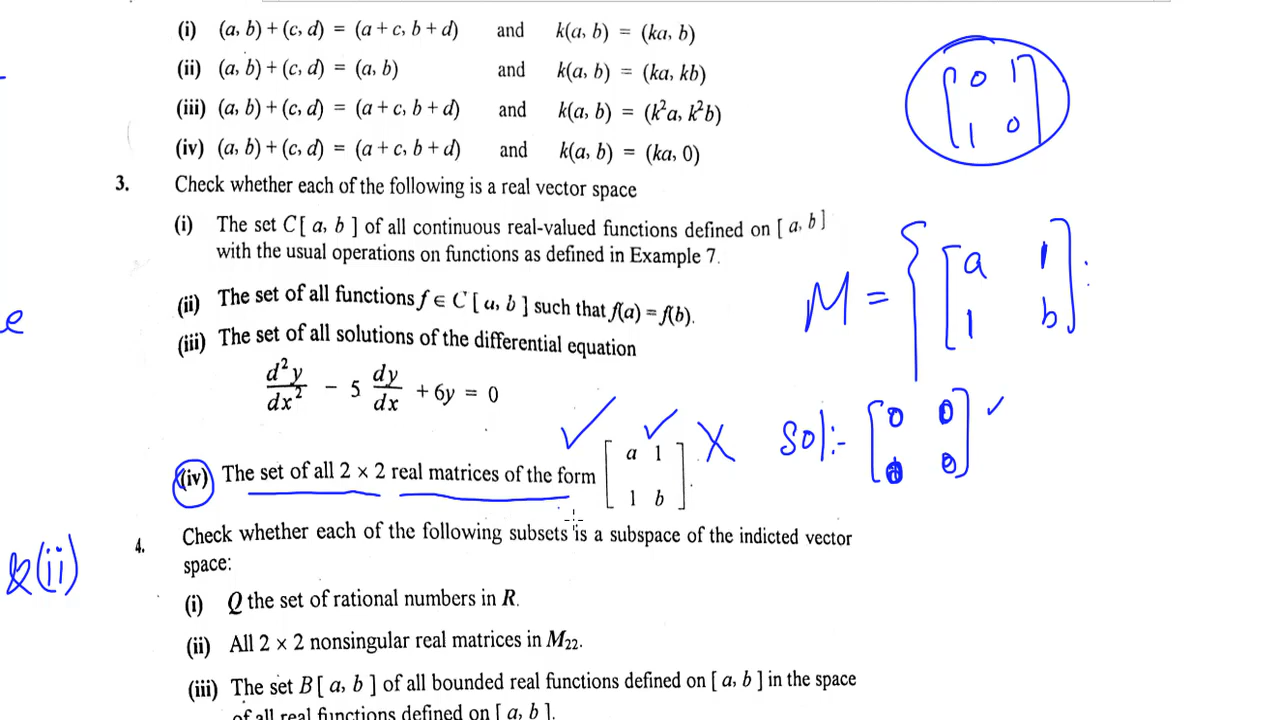 (i) (a, b) + (c, d) = (a + c, b + d) and k(a, b) = (ka, b)
(ii) (a, b) + (c, d) = (a, b) and k(a, b) = (ka, kb)
(iii) (a, b) + (c, d) = (a + c, b + d) and k(a, b) = (k²a, k²b)
(iv) (a, b) + (c, d) = (a + c, b + d) and k(a, b) = (ka, 0)
[0 1
1 0]
3. Check whether each of the following is a real vector space
(i) The set C[ a, b ] of all continuous real-valued functions defined on [ a, b ]
with the usual operations on functions as defined in Example 7.
(ii) The set of all functions f ∈ C [ a, b ] such that f(a) = f(b).
(iii) The set of all solutions of the differential equation
d²y/dx² - 5 dy/dx + 6y = 0
M = { [a 1
1 b] :
(iv) The set of all 2 × 2 real matrices of the form [a 1
1 b].
✓ ✓ X
Sol:- [0 0
0 0] ✓
e
&(ii)
4. Check whether each of the following subsets is a subspace of the indicted vector
space:
(i) Q the set of rational numbers in R.
(ii) All 2 × 2 nonsingular real matrices in M₂₂.
(iii) The set B[ a, b ] of all bounded real functions defined on [ a, b ] in the space
of all real functions defined on [ a, b ].